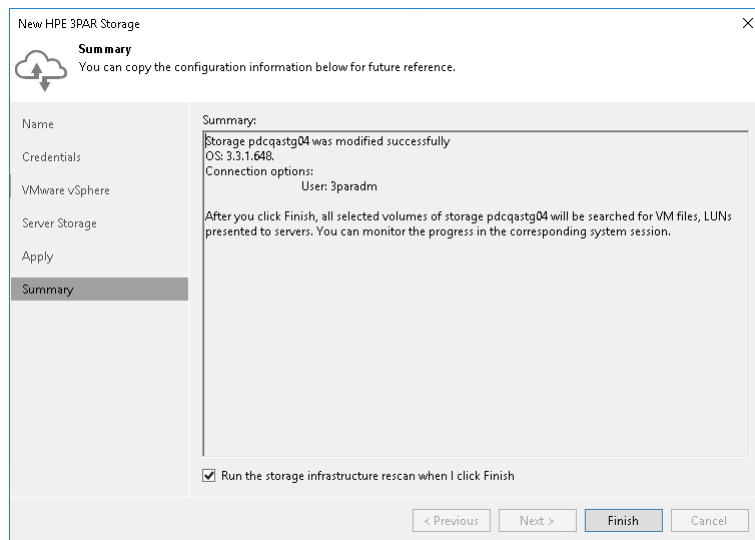 New HPE 3PAR Storage
Summary
You can copy the configuration information below for future reference.
Name
Credentials
VMware vSphere
Server Storage
Apply
Summary
Summary:
Storage pdcqastg04 was modified successfully
OS: 3.3.1.648.
Connection options:
User: 3paradm
After you click Finish, all selected volumes of storage pdcqastg04 will be searched for VM files, LUNs
presented to servers. You can monitor the progress in the corresponding system session.
Run the storage infrastructure rescan when I click Finish
< Previous
Next >
Finish
Cancel